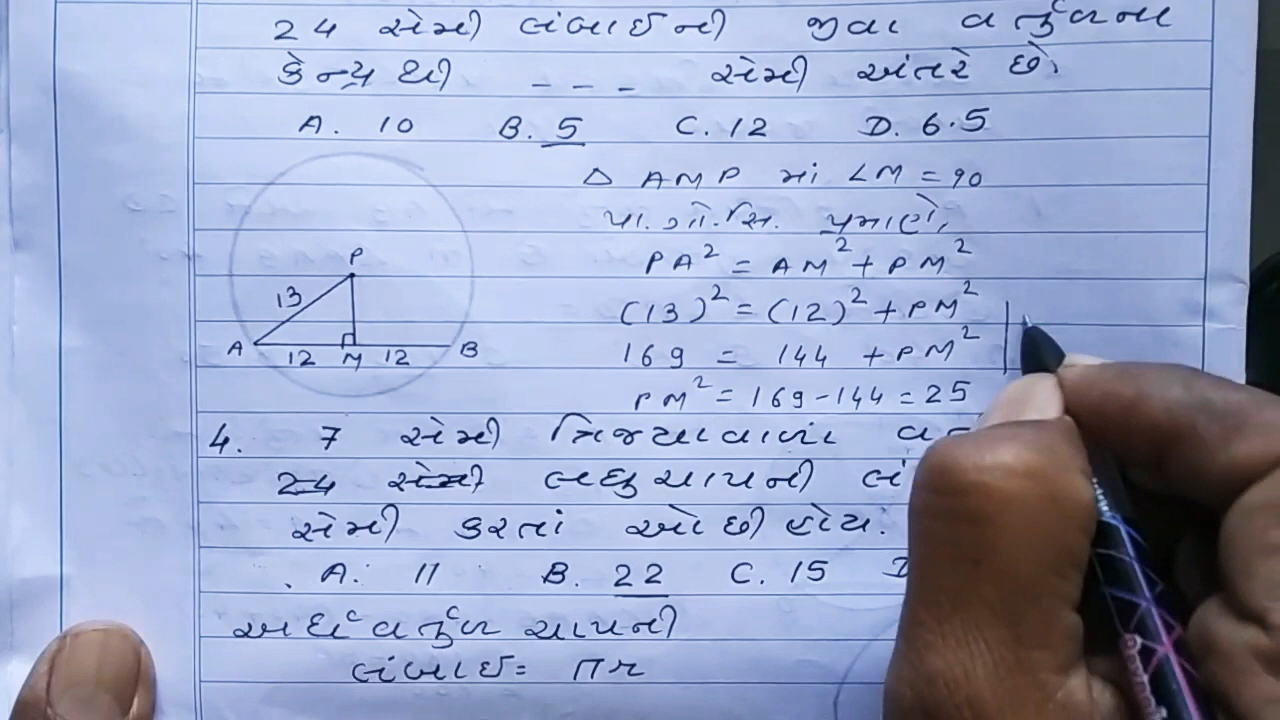 24 સેમી લંબાઈની જીવા વર્તુળના
કેન્દ્રથી _ _ _ સેમી અંતરે છે.
A. 10 B. 5 C. 12 D. 6.5
△ AMP માં ∠M = 90
પા. ગો. ર્સિ. પ્રમાણે,
PA² = AM² + PM²
(13)² = (12)² + PM²
169 = 144 + PM²
PM² = 169 - 144 = 25
P
13
A 12 M 12 B
4. 7 સેમી ત્રિજ્યાવાળા
24 સેમી લઘુચાપની લં
સેમી કરતાં ઓછી હોય.
A. 11 B. 22 C. 15 D
અર્ધવર્તુળ ચાપની
લંબાઈ = πr